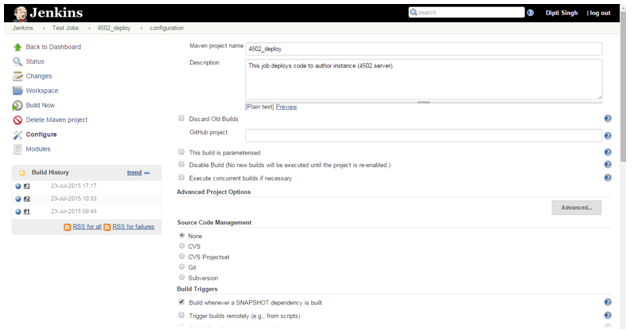 Jenkins
search
Dipti Singh | log out
Jenkins Test Jobs 4502_deploy configuration
Back to Dashboard
Status
Changes
Workspace
Build Now
Delete Maven project
Configure
Modules
Build History trend
#3 23-Jul-2015 17:17
#2 23-Jul-2015 10:33
#1 23-Jul-2015 09:49
RSS for all RSS for failures
Maven project name 4502_deploy
Description This job deploys code to author instance (4502 server)
[Plain text] Preview
Discard Old Builds
GitHub project
This build is parameterised
Disable Build (No new builds will be executed until the project is re-enabled.)
Execute concurrent builds if necessary
Advanced Project Options
Advanced...
Source Code Management
None
CVS
CVS Projectset
Git
Subversion
Build Triggers
Build whenever a SNAPSHOT dependency is built
Trigger builds remotely (e.g., from scripts)